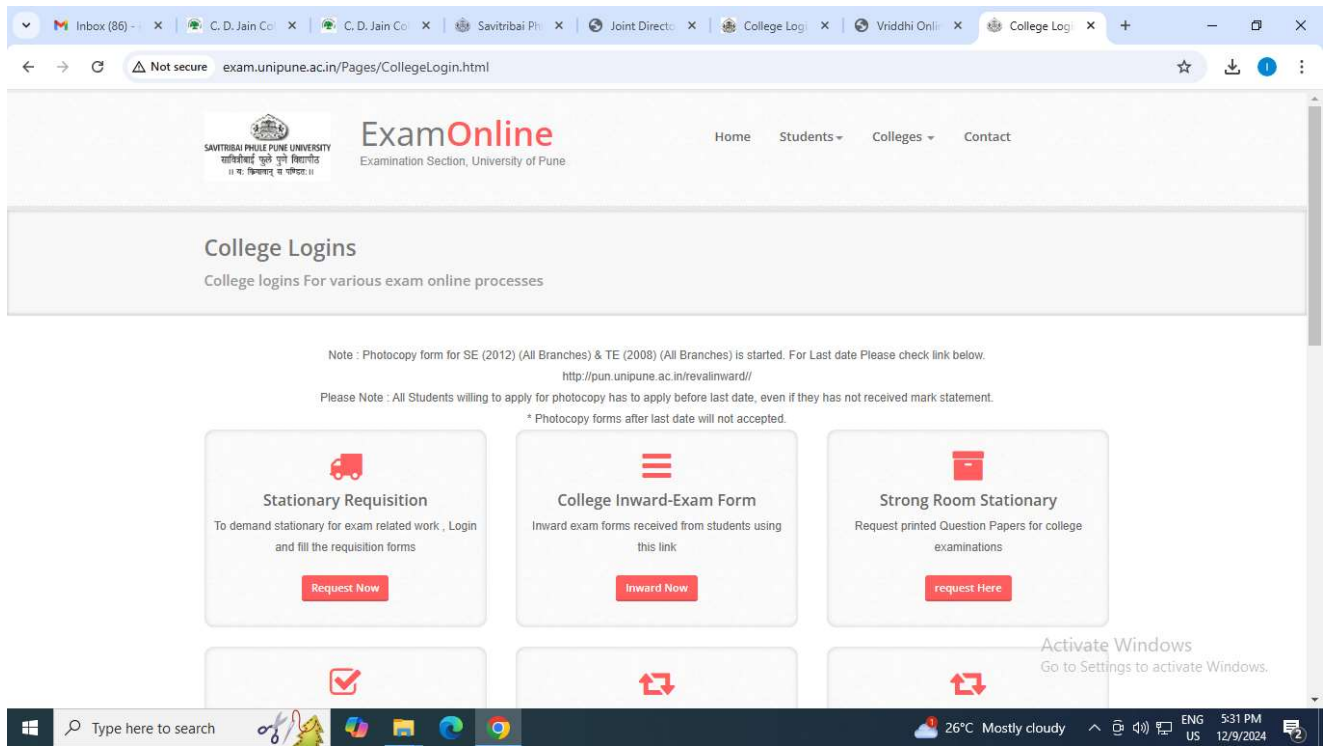 Inbox (86) - C. D. Jain Co C. D. Jain Co Savitribai Ph Joint Directo College Logi Vriddhi Onli College Logi
Not secure exam.unipune.ac.in/Pages/CollegeLogin.html
SAVITRIBAI PHULE PUNE UNIVERSITY
सावित्रीबाई फुले पुणे विद्यापीठ
॥ यः क्रियावान् स पण्डितः ॥
ExamOnline
Examination Section, University of Pune
Home Students Colleges Contact
College Logins
College logins For various exam online processes
Note : Photocopy form for SE (2012) (All Branches) & TE (2008) (All Branches) is started. For Last date Please check link below.
http://pun.unipune.ac.in/revalinward//
Please Note : All Students willing to apply for photocopy has to apply before last date, even if they has not received mark statement.
* Photocopy forms after last date will not accepted.
Stationary Requisition
To demand stationary for exam related work , Login
and fill the requisition forms
Request Now
College Inward-Exam Form
Inward exam forms received from students using
this link
Inward Now
Strong Room Stationary
Request printed Question Papers for college
examinations
request Here
Activate Windows
Go to Settings to activate Windows.
Type here to search
26°C Mostly cloudy
ENG
US
5:31 PM
12/9/2024
2